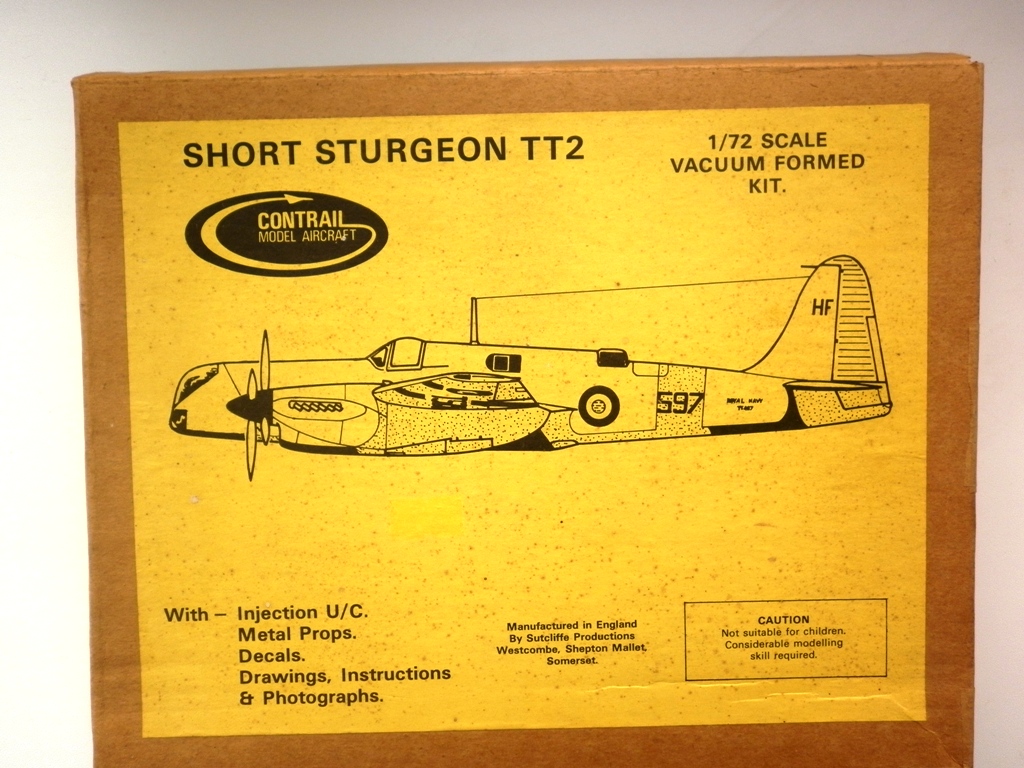 SHORT STURGEON TT2
1/72 SCALE
VACUUM FORMED
KIT.
CONTRAIL
MODEL AIRCRAFT
HF
597
ROYAL NAVY
With – Injection U/C.
Metal Props.
Decals.
Drawings, Instructions
& Photographs.
Manufactured in England
By Sutcliffe Productions
Westcombe, Shepton Mallet,
Somerset.
CAUTION
Not suitable for children.
Considerable modelling
skill required.